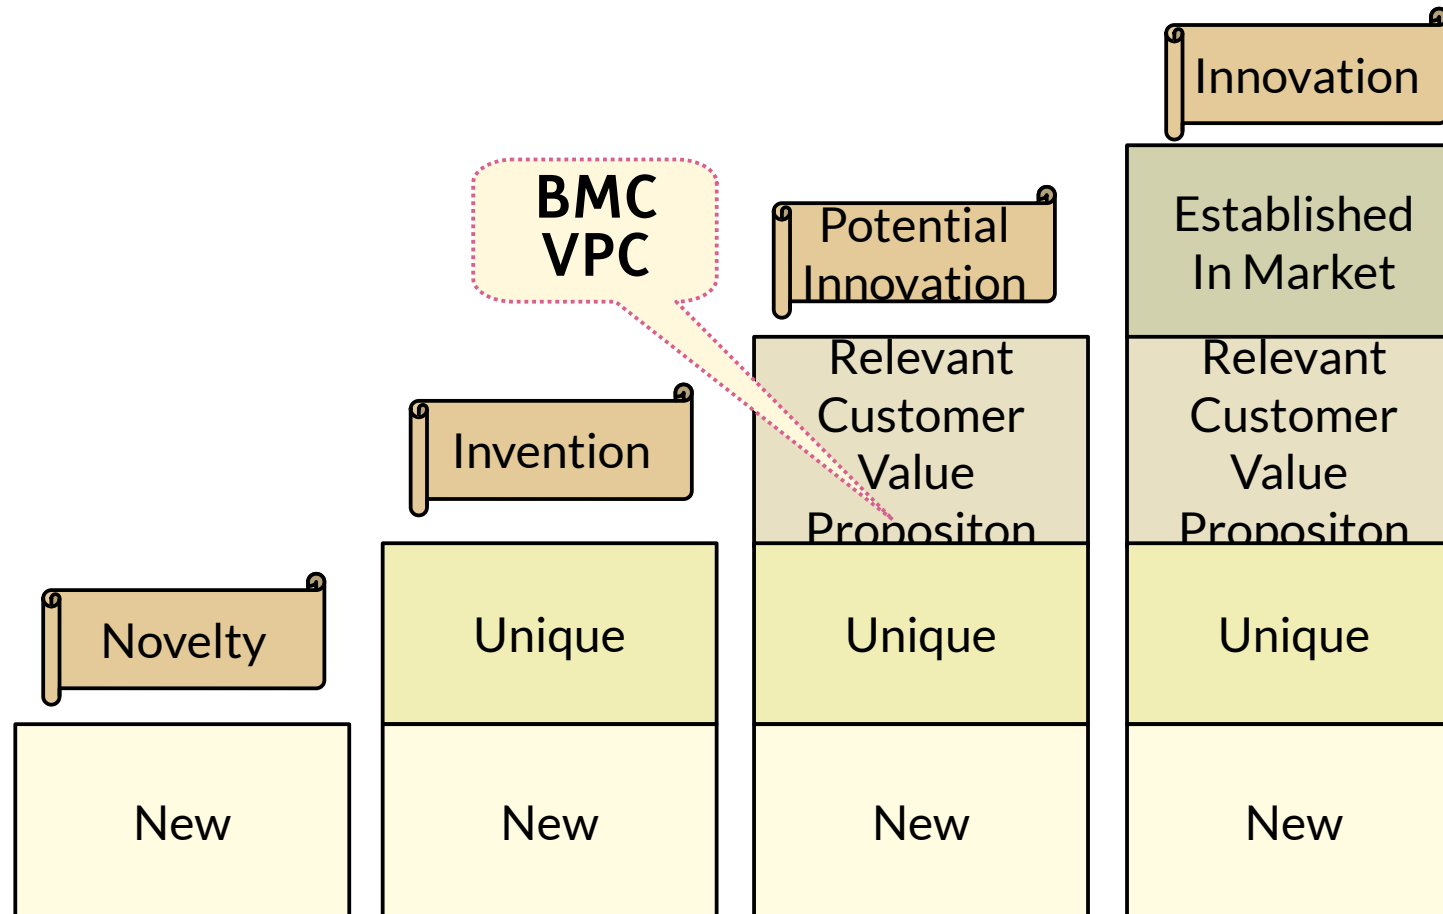 Innovation
BMC
VPC
Potential
Innovation
Established
In Market
Relevant
Customer
Value
Propositon
Relevant
Customer
Value
Propositon
Invention
Novelty
Unique
Unique
Unique
New
New
New
New